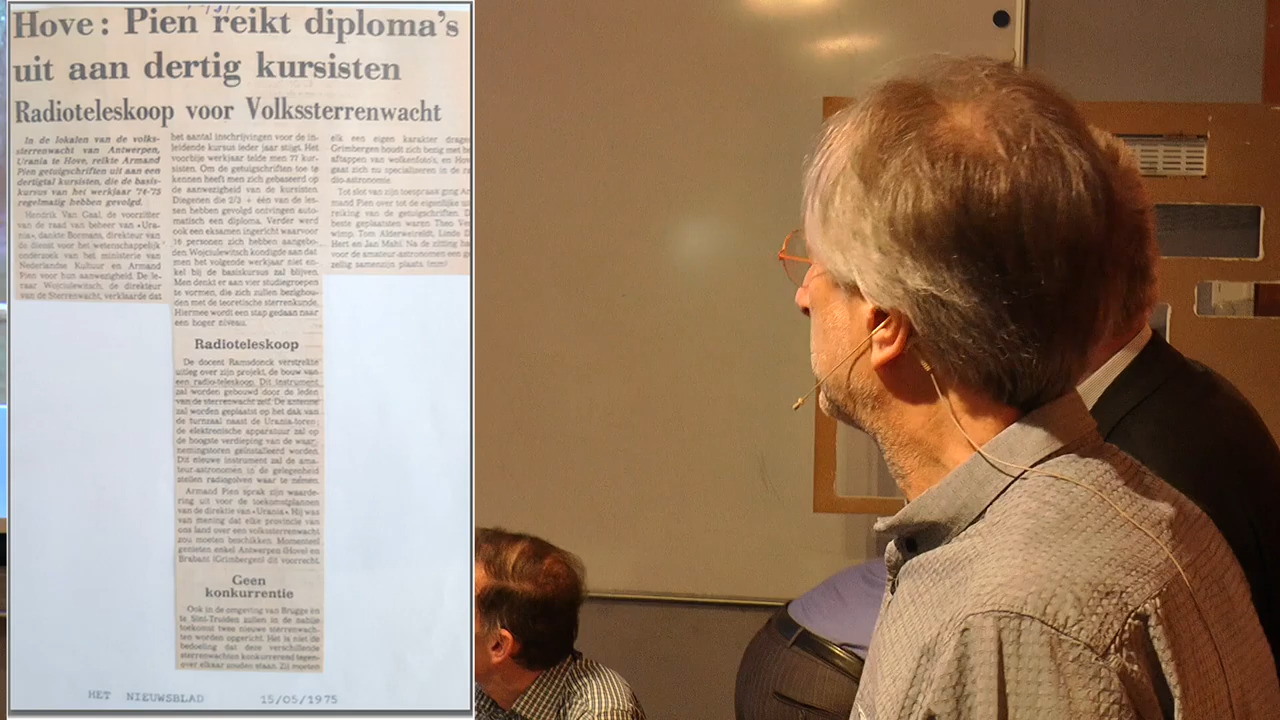 Hove: Pien reikt diploma's
uit aan dertig kursisten
Radioteleskoop voor Volkssterrenwacht
In de lokalen van de volks-
sterrenwacht van Antwerpen,
Urania te Hove, reikte Armand
Pien getuigschriften uit aan een
dertigtal kursisten, die de basis-
kursus van het werkjaar '74-'75
regelmatig hebben gevolgd.
Hendrik Van Gaal, de voorzitter
van de raad van beheer van «Ura-
nia», dankte Bormans, direkteur van
de dienst voor het wetenschappelijk
onderzoek van het ministerie van
Nederlandse Kultuur en Armand
Pien voor hun aanwezigheid. De le-
raar Wojciulewitsch, de direkteur
van de Sterrenwacht, verklaarde dat
het aantal inschrijvingen voor de in-
leidende kursus ieder jaar stijgt. Het
voorbije werkjaar telde men 77 kur-
sisten. Om de getuigschriften toe te
kennen heeft men zich gebaseerd op
de aanwezigheid van de kursisten.
Diegenen die 2/3 + één van de les-
sen hebben gevolgd ontvingen auto-
matisch een diploma. Verder werd
ook een eksamen ingericht waarvoor
16 personen zich hebben aangebo-
den. Wojciulewitsch kondigde aan dat
men het volgende werkjaar niet en-
kel bij de basiskursus zal blijven.
Men denkt er aan vier studiegroepen
te vormen, die zich zullen bezighou-
den met de teoretische sterrenkunde.
Hiermee wordt een stap gedaan naar
een hoger niveau.
Radioteleskoop
De docent Ramsdonck verstrekte
uitleg over zijn projekt, de bouw van
een radio-teleskoop. Dit instrument
zal worden gebouwd door de leden
van de sterrenwacht zelf. De antenne
zal worden geplaatst op het dak van
de turnzaal naast de Urania-toren;
de elektronische apparatuur zal op
de hoogste verdieping van de waar-
nemingstoren geïnstalleerd worden.
Dit nieuwe instrument zal de ama-
teur-astronomen in de gelegenheid
stellen radiogolven waar te nemen.
Armand Pien sprak zijn waarde-
ring uit voor de toekomstplannen
van de direktie van «Urania». Hij was
van mening dat elke provincie van
ons land over een volkssterrenwacht
zou moeten beschikken. Momenteel
genieten enkel Antwerpen (Hove) en
Brabant (Grimbergen) dit voorrecht.
Geen
konkurrentie
Ook in de omgeving van Brugge en
te Sint-Truiden zullen in de nabije
toekomst twee nieuwe sterrenwach-
ten worden opgericht. Het is niet de
bedoeling dat deze verschillende
sterrenwachten konkurrerend tegen-
over elkaar zouden staan. Zij moeten
elk een eigen karakter drage
Grimbergen houdt zich bezig met he
aftappen van wolkenfoto's, en Hov
gaat zich nu specialiseren in de ra
dio-astronomie.
Tot slot van zijn toespraak ging Ar
mand Pien over tot de eigenlijke uit
reiking van de getuigschriften. D
beste geplaatsten waren Theo Ver
wimp, Tom Alderweireldt, Linde D
Hert en Jan Mahi. Na de zitting ha
voor de amateur-astronomen een ge
zellig samenzijn plaats. (mm)
HET NIEUWSBLAD 15/05/1975